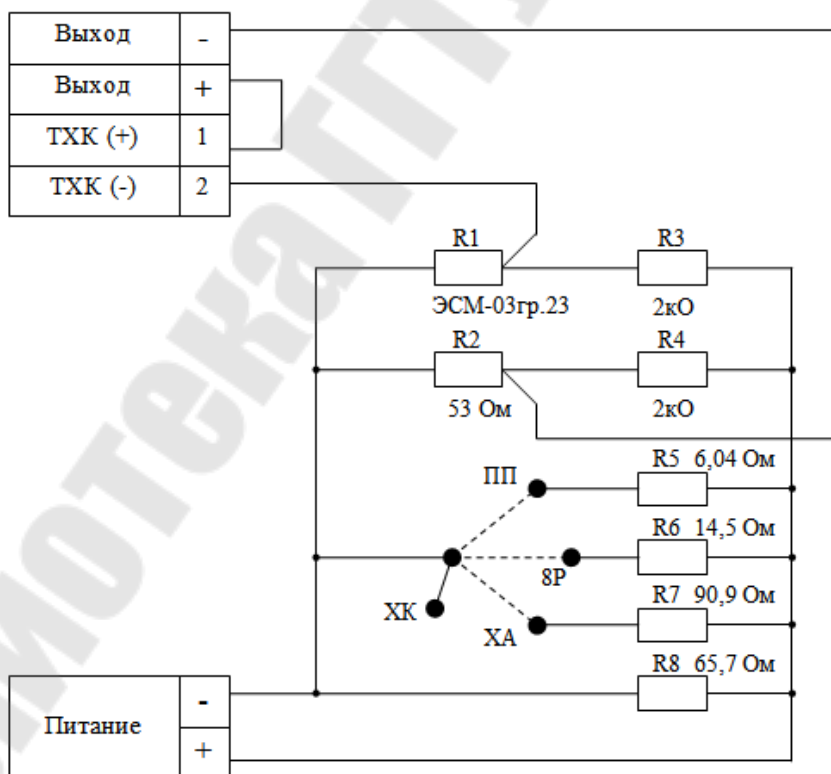 Выход -
Выход +
ТХК (+) 1
ТХК (-) 2
R1 R3
ЭСМ-03гр.23 2кО
R2 R4
53 Ом 2кО
R5 6,04 Ом
ПП
R6 14,5 Ом
8Р
R7 90,9 Ом
ХК
ХА
R8 65,7 Ом
Питание -
+